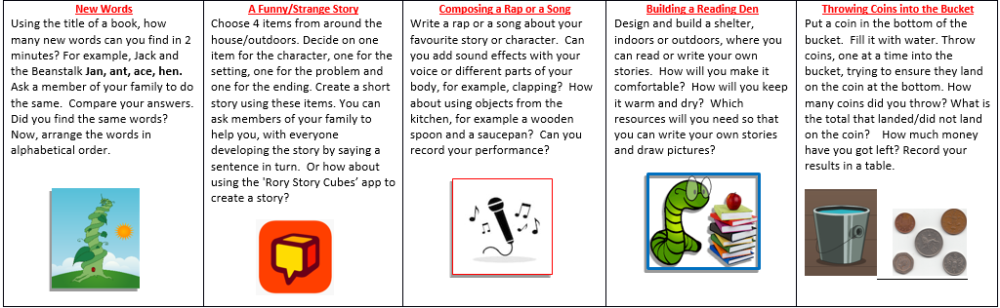 New Words
Using the title of a book, how
many new words can you find in 2
minutes? For example, Jack and
the Beanstalk Jan, ant, ace, hen.
Ask a member of your family to do
the same.  Compare your answers.
Did you find the same words?
Now, arrange the words in
alphabetical order.
A Funny/Strange Story
Choose 4 items from around the
house/outdoors. Decide on one
item for the character, one for the
setting, one for the problem and
one for the ending. Create a short
story using these items. You can
ask members of your family to
help you, with everyone
developing the story by saying a
sentence in turn.  Or how about
using the 'Rory Story Cubes’ app to
create a story?
Composing a Rap or a Song
Write a rap or a song about your
favourite story or character.  Can
you add sound effects with your
voice or different parts of your
body, for example, clapping?  How
about using objects from the
kitchen, for example a wooden
spoon and a saucepan?  Can you
record your performance?
Building a Reading Den
Design and build a shelter,
indoors or outdoors, where you
can read or write your own
stories.  How will you make it
comfortable?  How will you keep
it warm and dry?  Which
resources will you need so that
you can write your own stories
and draw pictures?
Throwing Coins into the Bucket
Put a coin in the bottom of the
bucket.  Fill it with water. Throw
coins, one at a time into the
bucket, trying to ensure they land
on the coin at the bottom. How
many coins did you throw? What is
the total that landed/did not land
on the coin?    How much money
have you got left? Record your
results in a table.